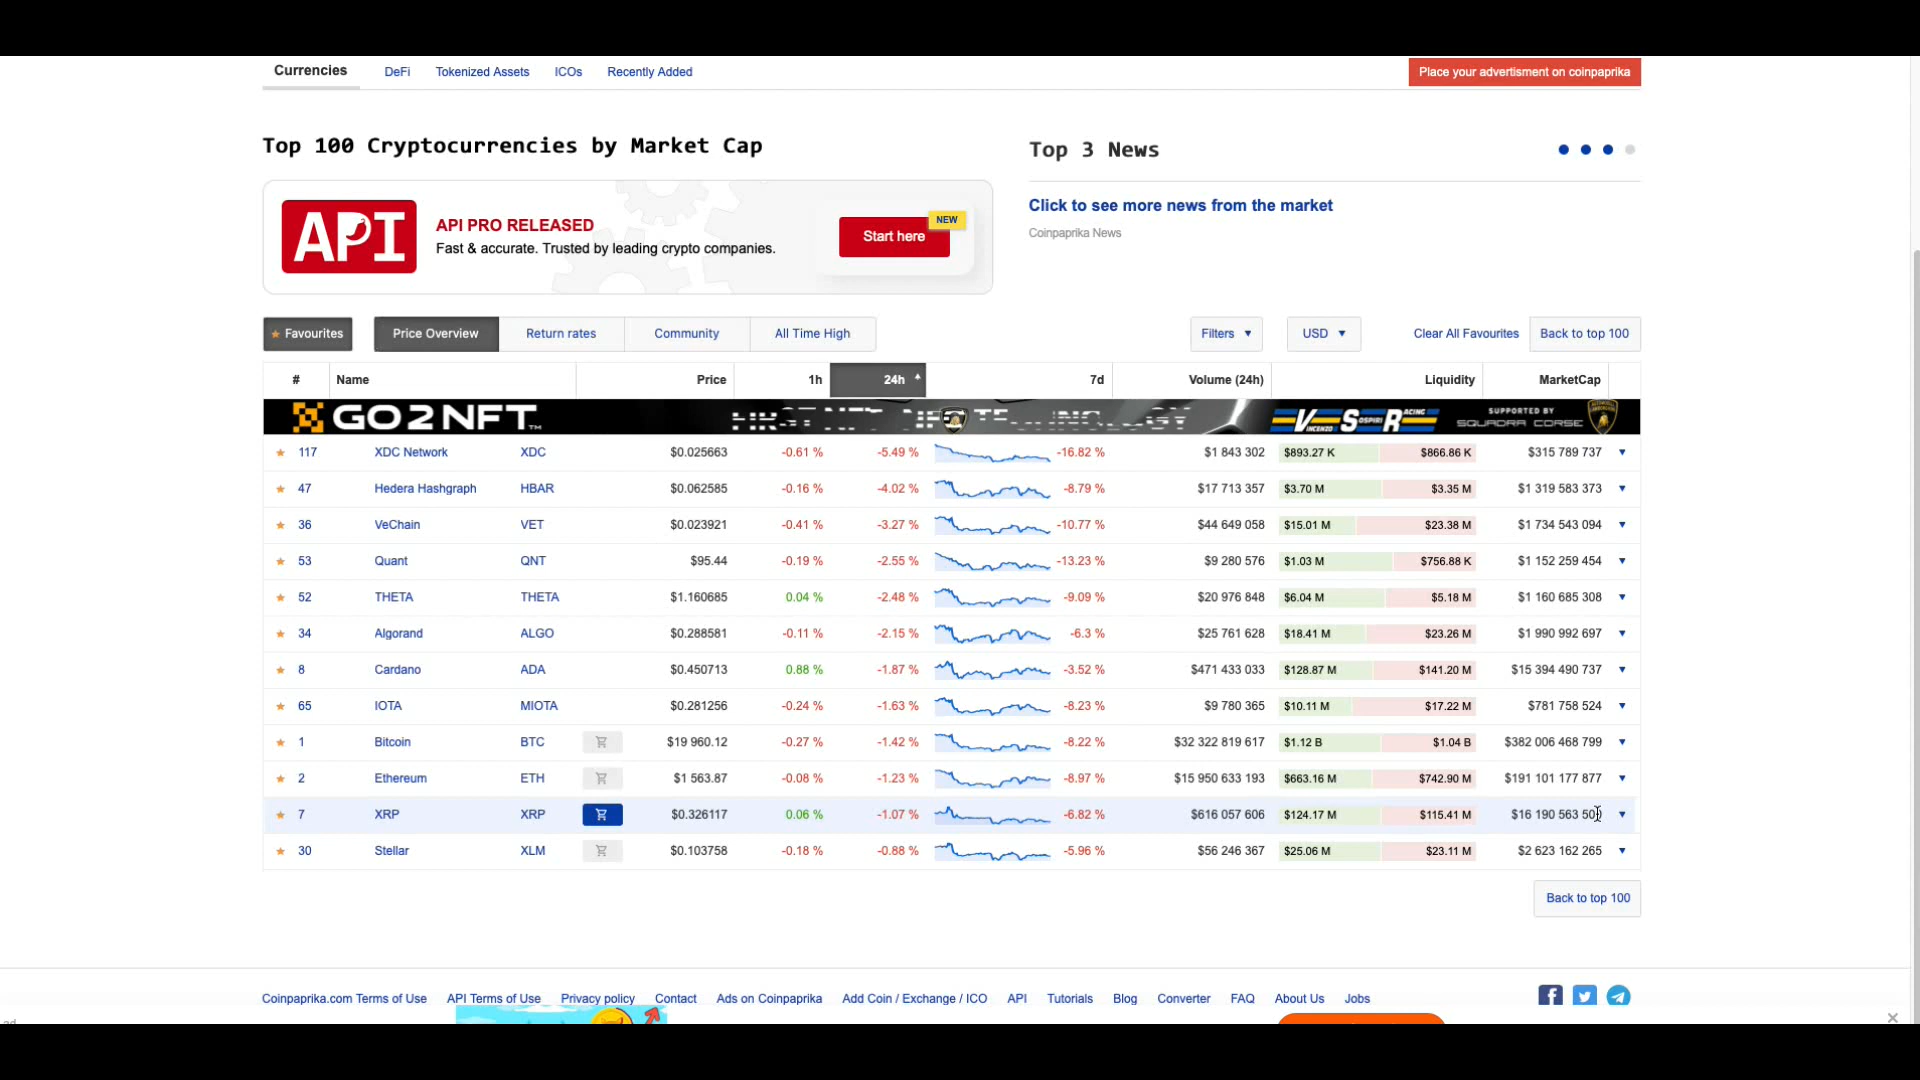 Currencies DeFi Tokenized Assets ICOs Recently Added Place your advertisment on coinpaprika
Top 100 Cryptocurrencies by Market Cap
Top 3 News
API
API PRO RELEASED
Fast & accurate. Trusted by leading crypto companies.
Start here
NEW
Click to see more news from the market
Coinpaprika News
Favourites Price Overview Return rates Community All Time High Filters USD Clear All Favourites Back to top 100
# Name Price 1h 24h 7d Volume (24h) Liquidity MarketCap
GO2NFT TM VSR VINCENZO SOSPIRI RACING SUPPORTED BY SQUADRA CORSE
117 XDC Network XDC $0.025663 -0.61 % -5.49 % -16.82 % $1 843 302 $893.27 K $866.86 K $315 789 737
47 Hedera Hashgraph HBAR $0.062585 -0.16 % -4.02 % -8.79 % $17 713 357 $3.70 M $3.35 M $1 319 583 373
36 VeChain VET $0.023921 -0.41 % -3.27 % -10.77 % $44 649 058 $15.01 M $23.38 M $1 734 543 094
53 Quant QNT $95.44 -0.19 % -2.55 % -13.23 % $9 280 576 $1.03 M $756.88 K $1 152 259 454
52 THETA THETA $1.160685 0.04 % -2.48 % -9.09 % $20 976 848 $6.04 M $5.18 M $1 160 685 308
34 Algorand ALGO $0.288581 -0.11 % -2.15 % -6.3 % $25 761 628 $18.41 M $23.26 M $1 990 992 697
8 Cardano ADA $0.450713 0.88 % -1.87 % -3.52 % $471 433 033 $128.87 M $141.20 M $15 394 490 737
65 IOTA MIOTA $0.281256 -0.24 % -1.63 % -8.23 % $9 780 365 $10.11 M $17.22 M $781 758 524
1 Bitcoin BTC $19 960.12 -0.27 % -1.42 % -8.22 % $32 322 819 617 $1.12 B $1.04 B $382 006 468 799
2 Ethereum ETH $1 563.87 -0.08 % -1.23 % -8.97 % $15 950 633 193 $663.16 M $742.90 M $191 101 177 877
7 XRP XRP $0.326117 0.06 % -1.07 % -6.82 % $616 057 606 $124.17 M $115.41 M $16 190 563
30 Stellar XLM $0.103758 -0.18 % -0.88 % -5.96 % $56 246 367 $25.06 M $23.11 M $2 623 162 265
Back to top 100
Coinpaprika.com Terms of Use API Terms of Use Privacy policy Contact Ads on Coinpaprika Add Coin / Exchange / ICO API Tutorials Blog Converter FAQ About Us Jobs